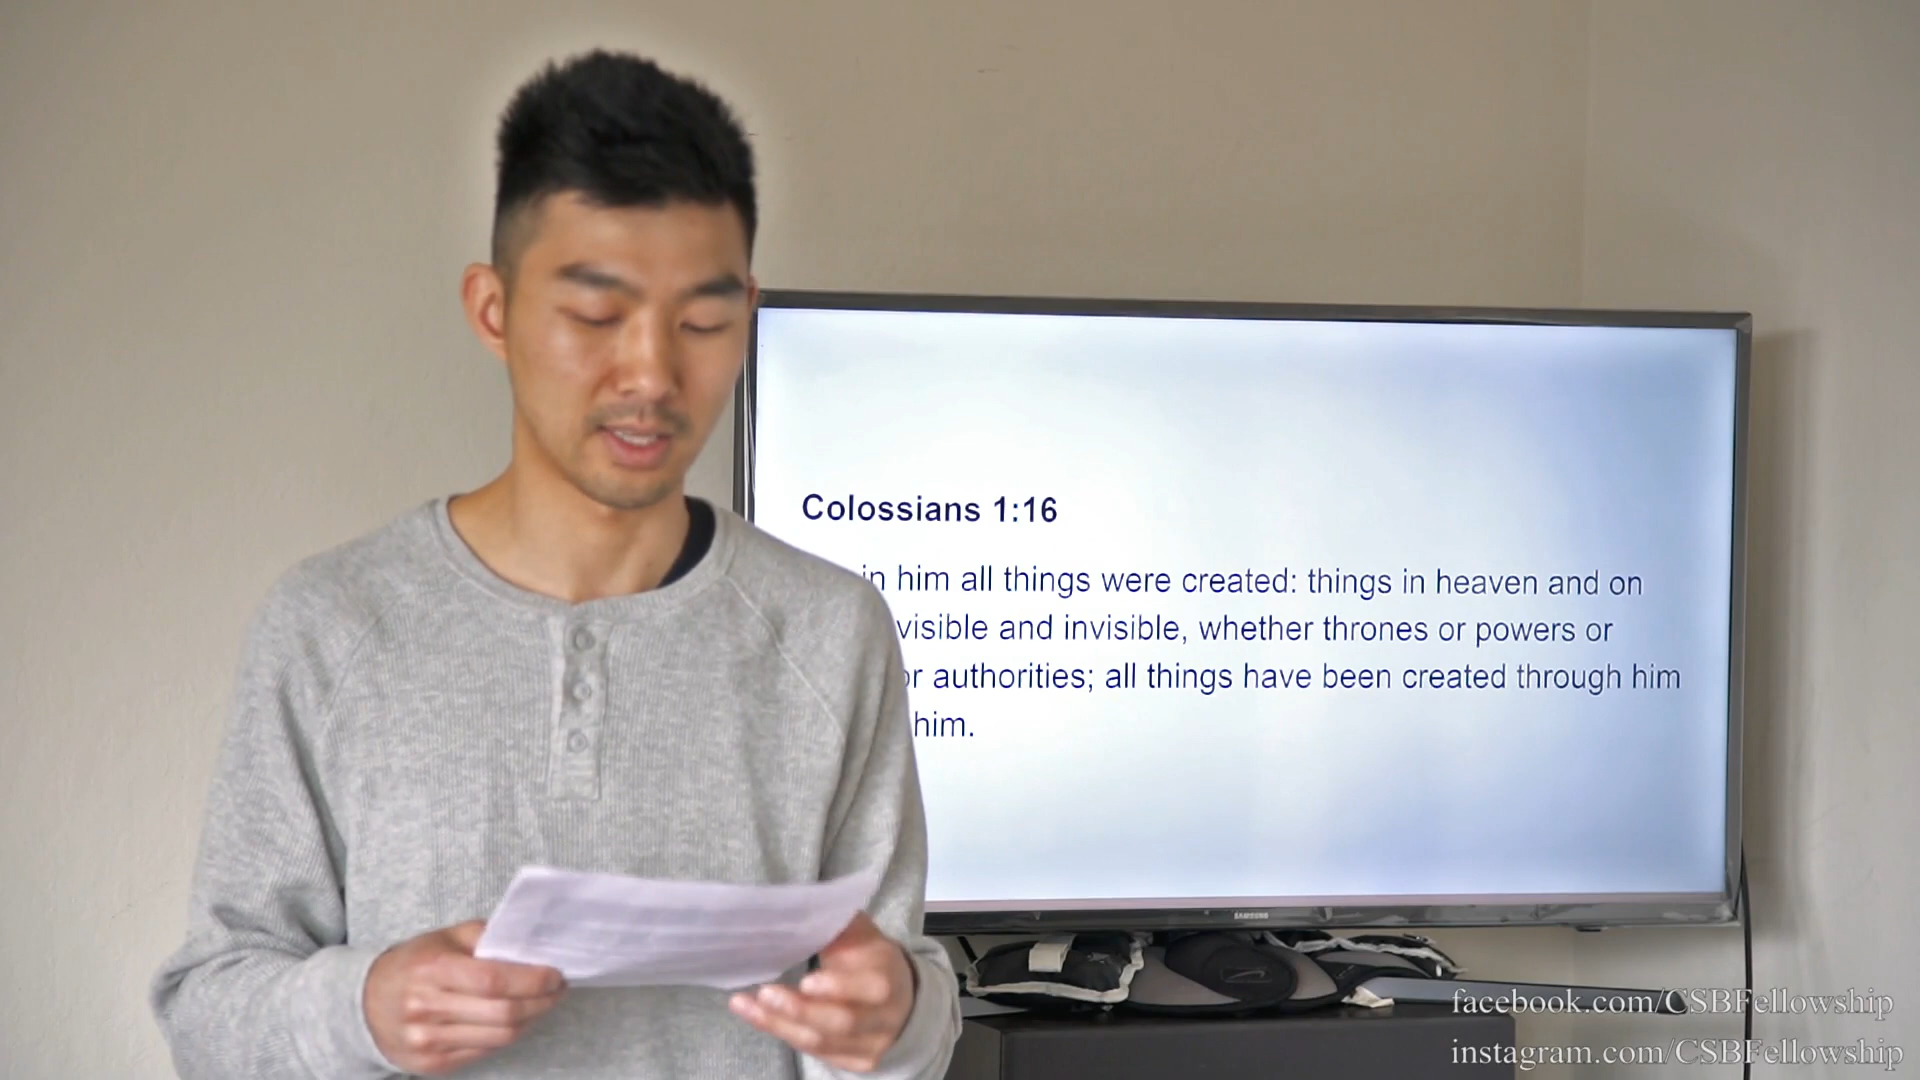 Colossians 1:16
in him all things were created: things in heaven and on
visible and invisible, whether thrones or powers or
or authorities; all things have been created through him
him.
SAMSUNG
facebook.com/CSBFellowship
instagram.com/CSBFellowship